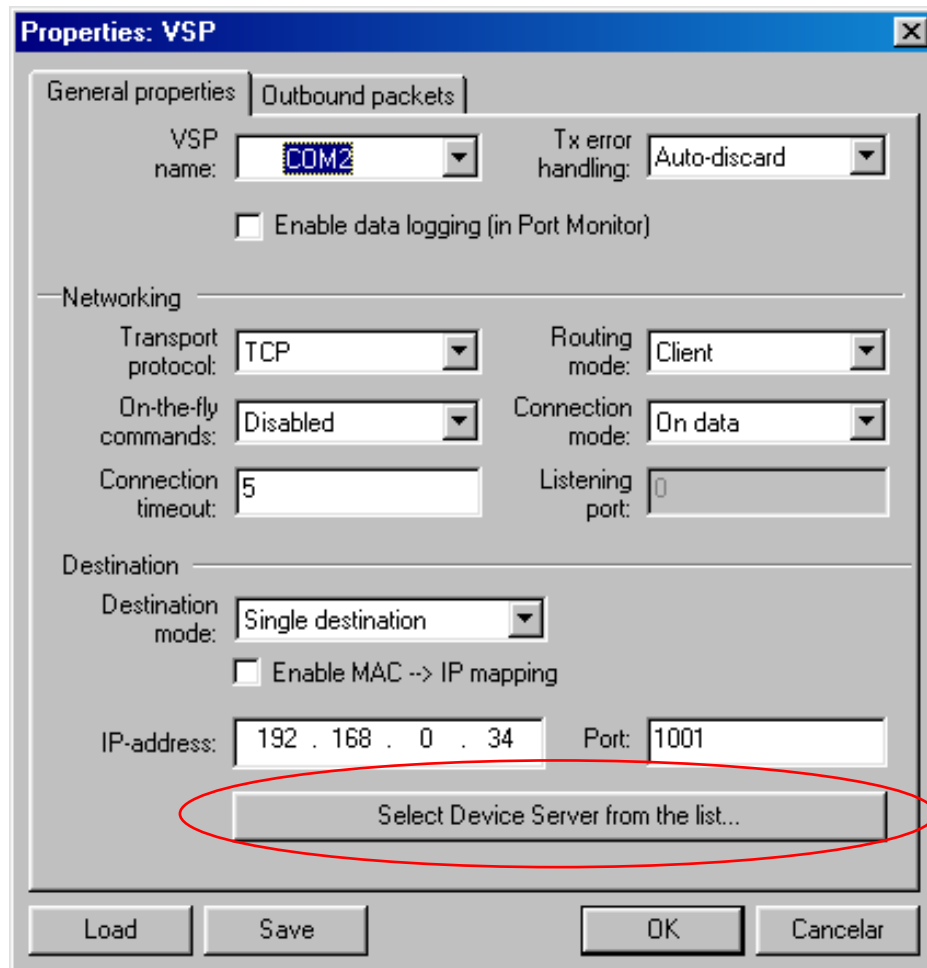 Properties: VSP
General properties
Outbound packets
VSP
name:
COM2
Tx error
handling:
Auto-discard
Enable data logging (in Port Monitor)
Networking
Transport
protocol:
TCP
Routing
mode:
Client
On-the-fly
commands:
Disabled
Connection
mode:
On data
Connection
timeout:
5
Listening
port:
0
Destination
Destination
mode:
Single destination
Enable MAC --> IP mapping
IP-address:
192 . 168 . 0 . 34
Port:
1001
Select Device Server from the list...
Load
Save
OK
Cancelar